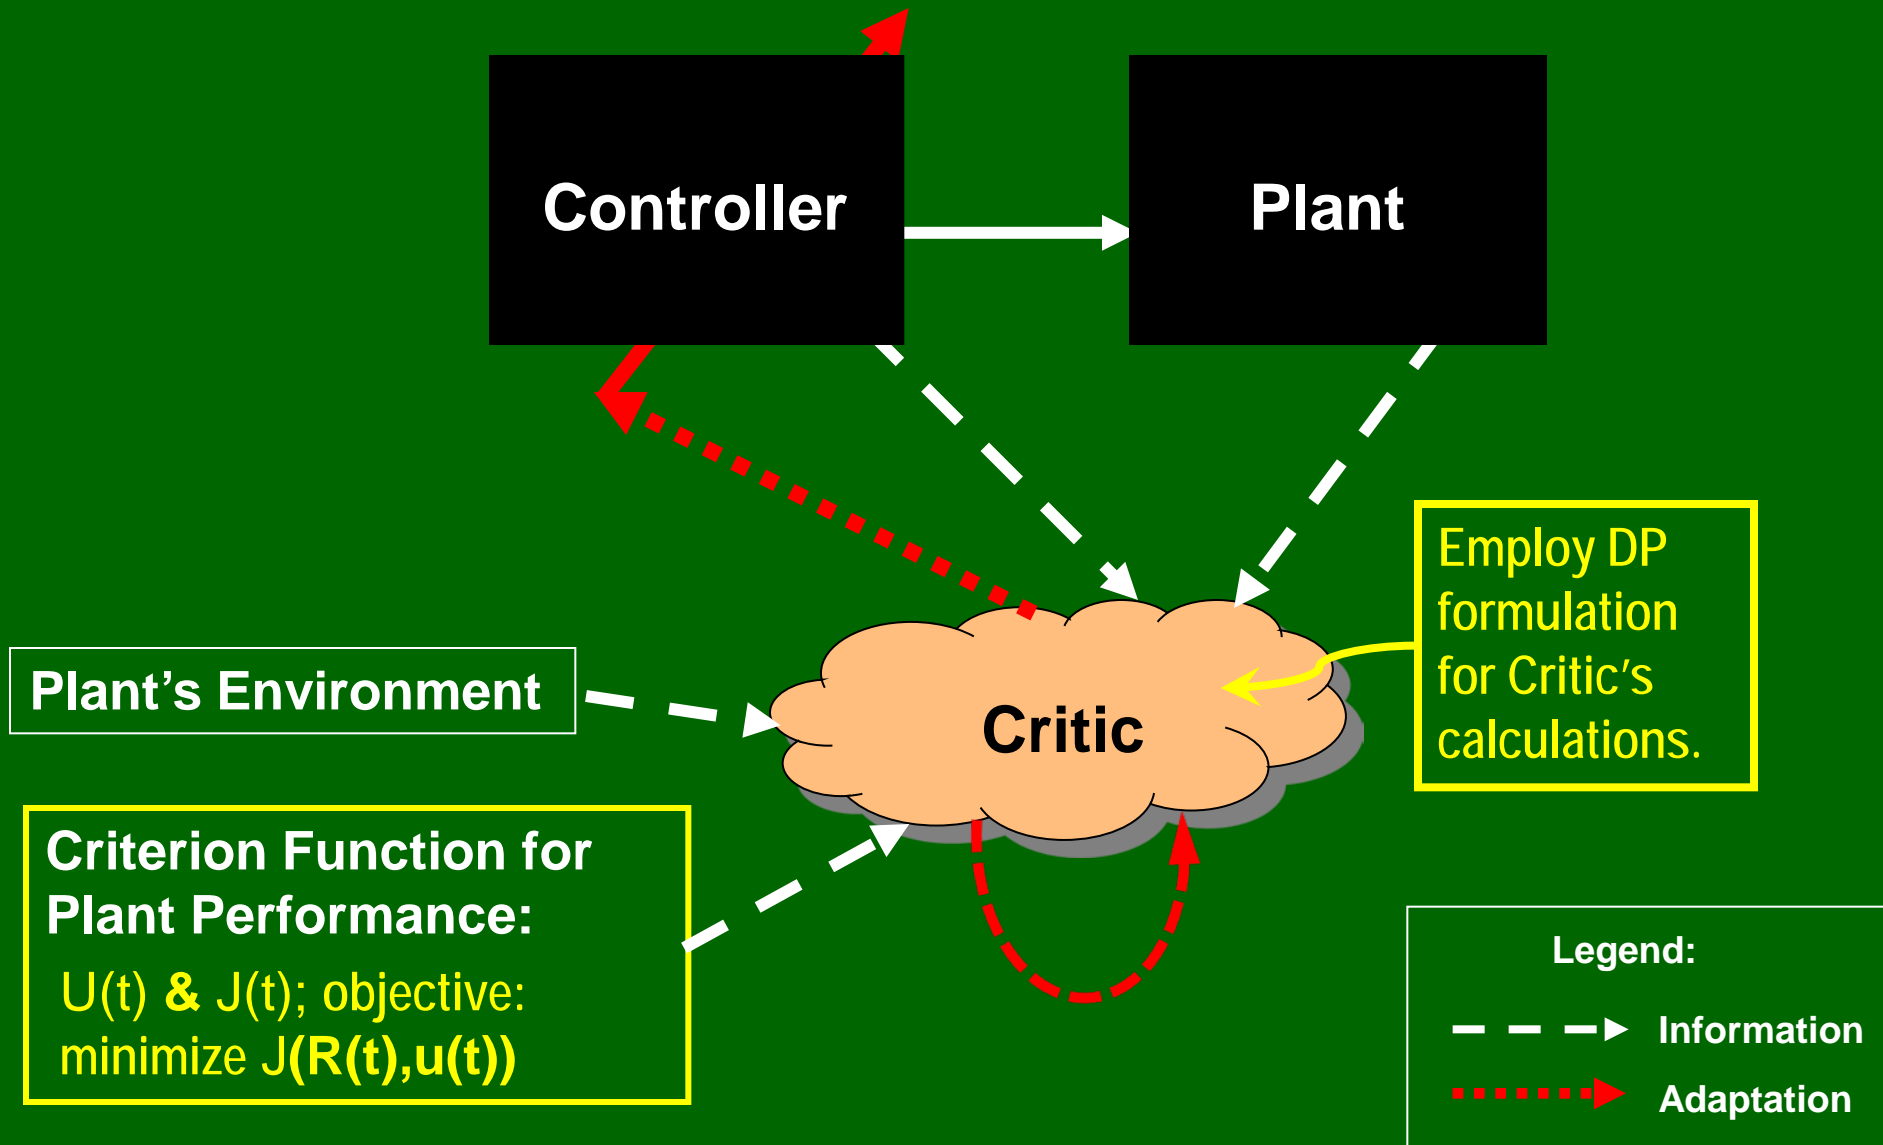 Controller
Plant
Employ DP
formulation
for Critic's
calculations.
Plant’s Environment
Critic
Criterion Function for
Plant Performance:
U(t) & J(t); objective:
minimize J(R(t),u(t))
Legend:
Information
Adaptation